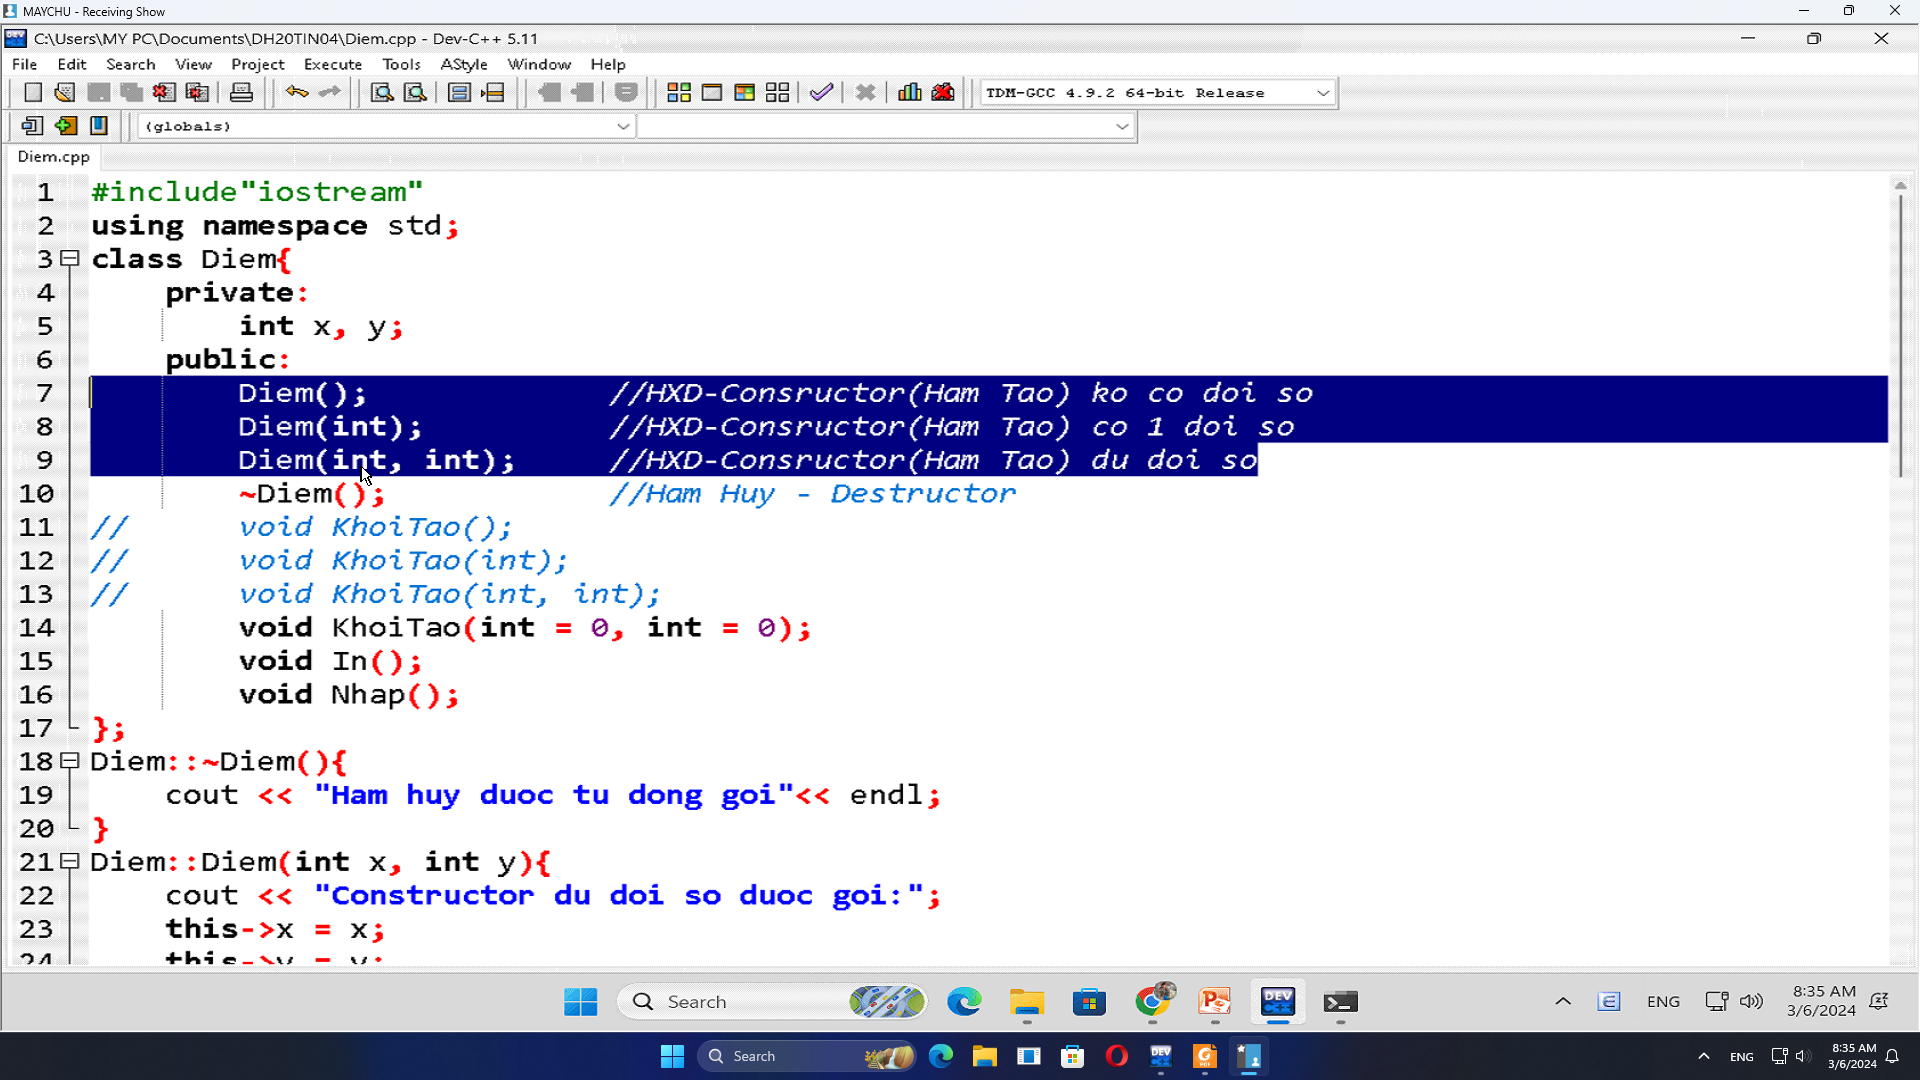 MAYCHU - Receiving Show
C:\Users\MY PC\Documents\DH20TIN04\Diem.cpp - Dev-C++ 5.11
File Edit Search View Project Execute Tools AStyle Window Help
TDM-GCC 4.9.2 64-bit Release
(globals)
Diem.cpp
1 #include"iostream"
2 using namespace std;
3 class Diem{
4 private:
5 int x, y;
6 public:
7 Diem(); //HXD-Consructor(Ham Tao) ko co doi so
8 Diem(int); //HXD-Consructor(Ham Tao) co 1 doi so
9 Diem(int, int); //HXD-Consructor(Ham Tao) du doi so
10 ~Diem(); //Ham Huy - Destructor
11 // void KhoiTao();
12 // void KhoiTao(int);
13 // void KhoiTao(int, int);
14 void KhoiTao(int = 0, int = 0);
15 void In();
16 void Nhap();
17 };
18 Diem::~Diem(){
19 cout << "Ham huy duoc tu dong goi"<< endl;
20 }
21 Diem::Diem(int x, int y){
22 cout << "Constructor du doi so duoc goi:";
23 this->x = x;
24 this->y = y;
Search
DEV
ENG
8:35 AM
3/6/2024
Search
DEV
ENG
8:35 AM
3/6/2024